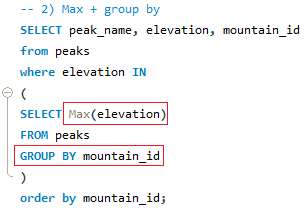 -- 2) Max + group by
SELECT peak_name, elevation, mountain_id
from peaks
where elevation IN
(
SELECT Max(elevation)
FROM peaks
GROUP BY mountain_id
)
order by mountain_id;